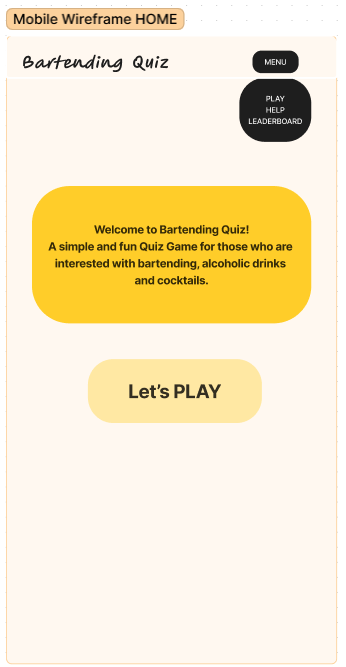 Mobile Wireframe HOME
Bartending Quiz
MENU
PLAY
HELP
LEADERBOARD
Welcome to Bartending Quiz!
A simple and fun Quiz Game for those who are
interested with bartending, alcoholic drinks
and cocktails.
Let's PLAY